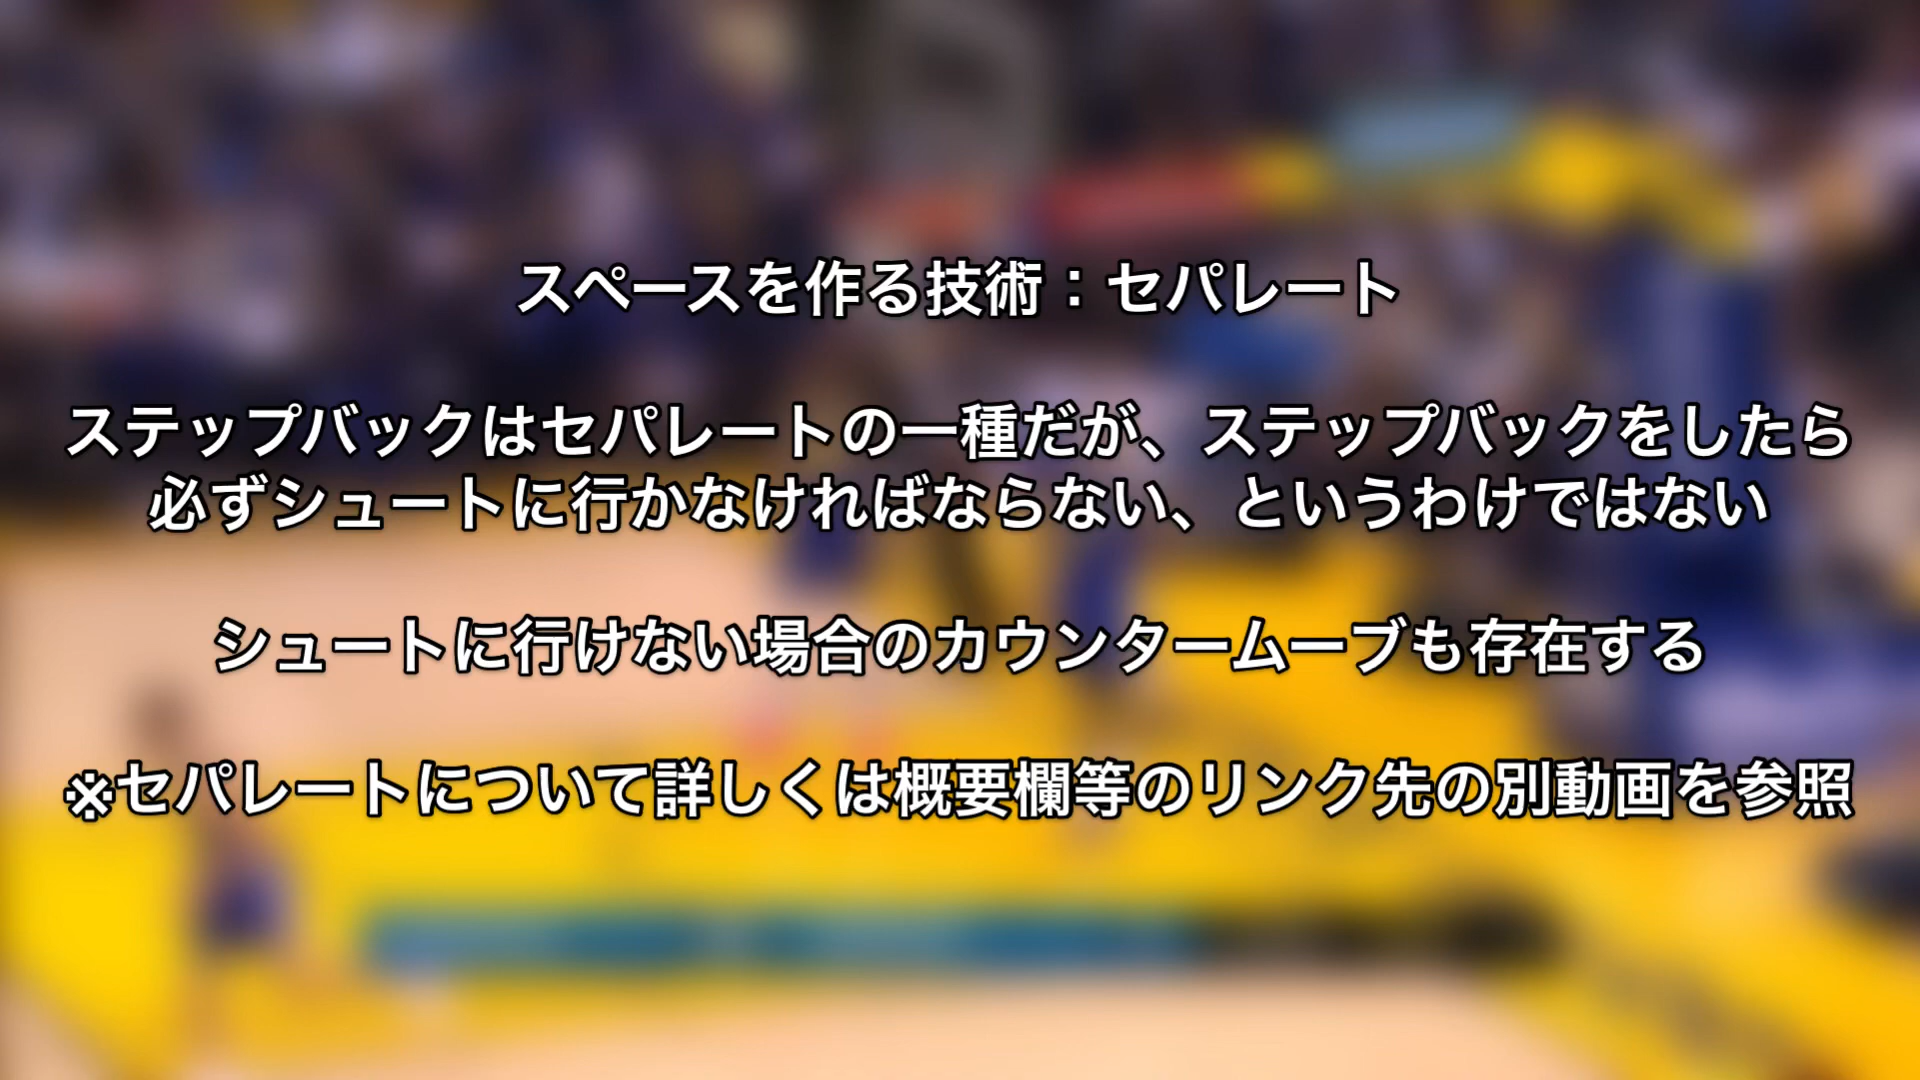 スペースを作る技術：セパレート
ステップバックはセパレートの一種だが、ステップバックをしたら
必ずシュートに行かなければならない、というわけではない
シュートに行けない場合のカウンタームーブも存在する
※セパレートについて詳しくは概要欄等のリンク先の別動画を参照